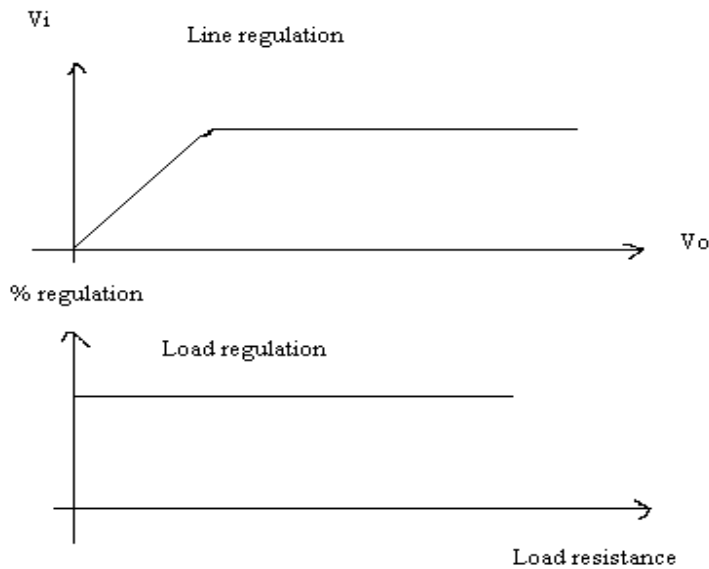 Vi
Line regulation
Vo
% regulation
Load regulation
Load resistance